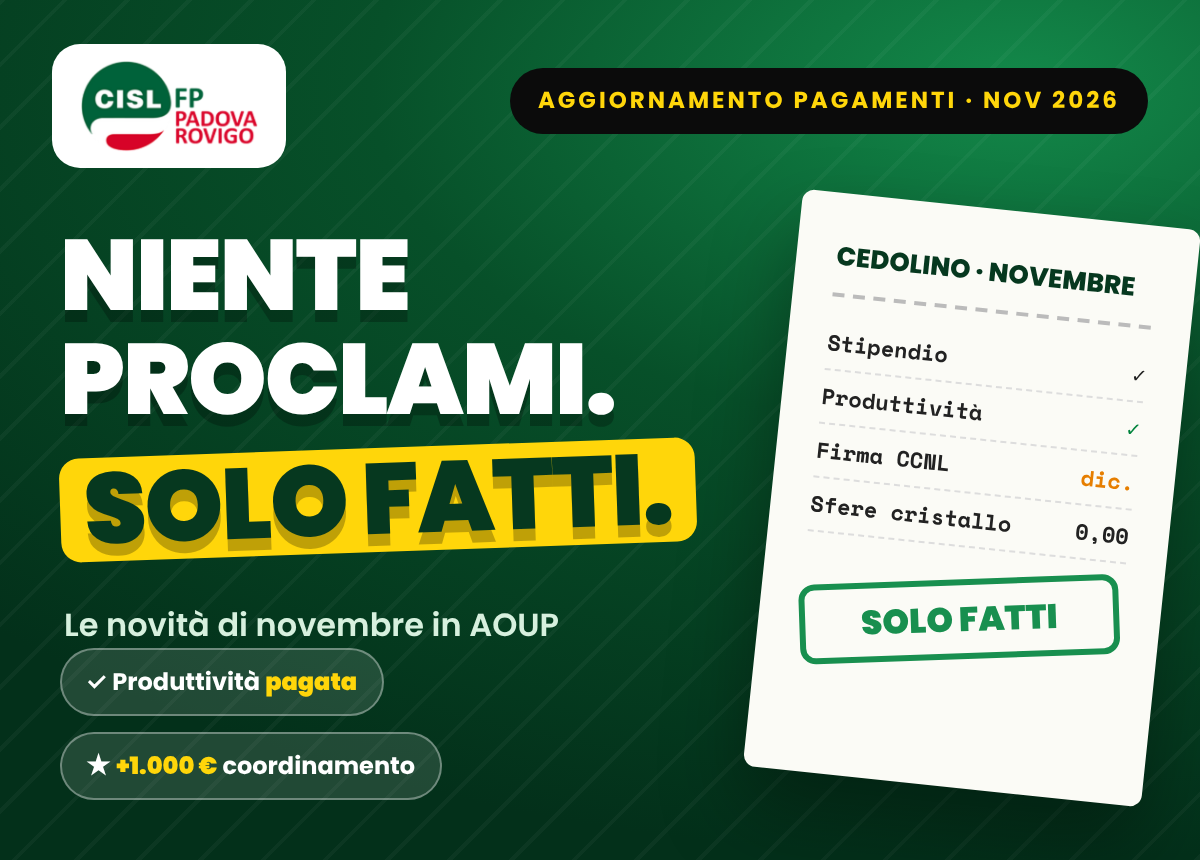 CISL FP
PADOVA
ROVIGO
AGGIORNAMENTO PAGAMENTI · NOV 2026
NIENTE
PROCLAMI.
SOLO FATTI.
Le novità di novembre in AOUP
✓ Produttività pagata
★ +1.000 € coordinamento
CEDOLINO · NOVEMBRE
Stipendio ✓
Produttività ✓
Firma CCNL dic.
Sfere cristallo 0,00
SOLO FATTI